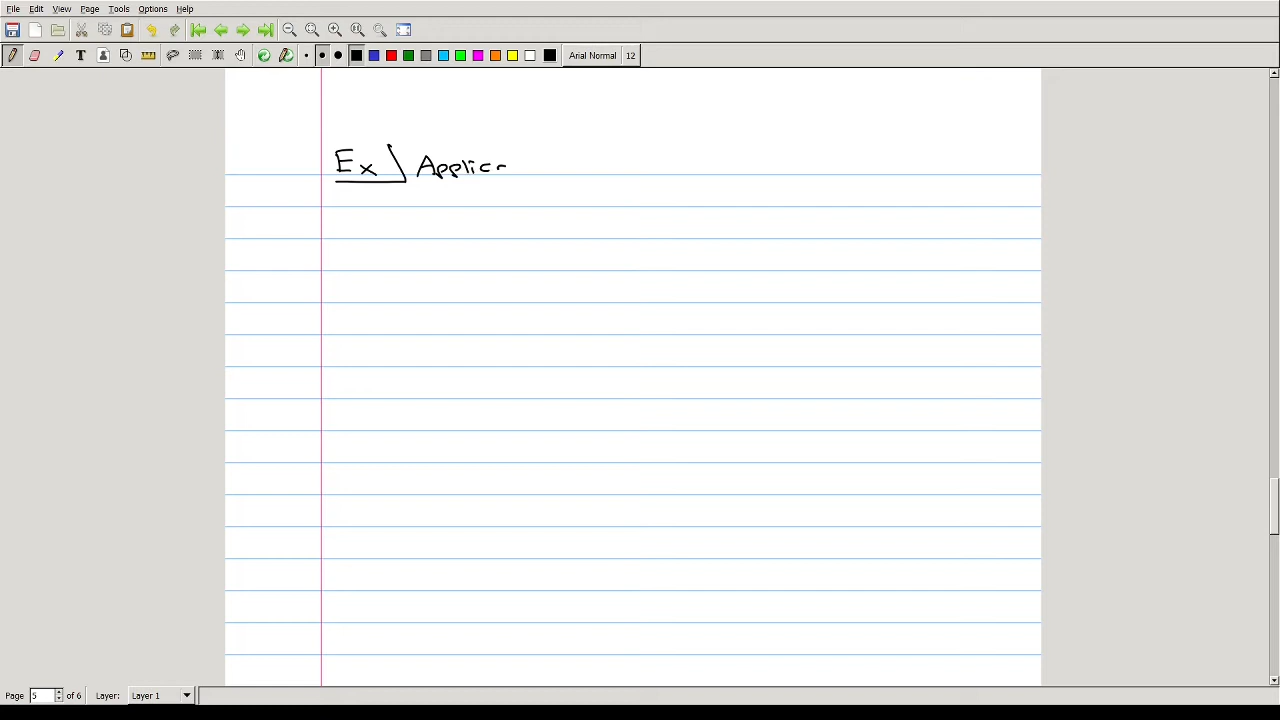 File Edit View Page Tools Options Help
T Arial Normal 12
Ex Applic
Page 5 of 6 Layer: Layer 1